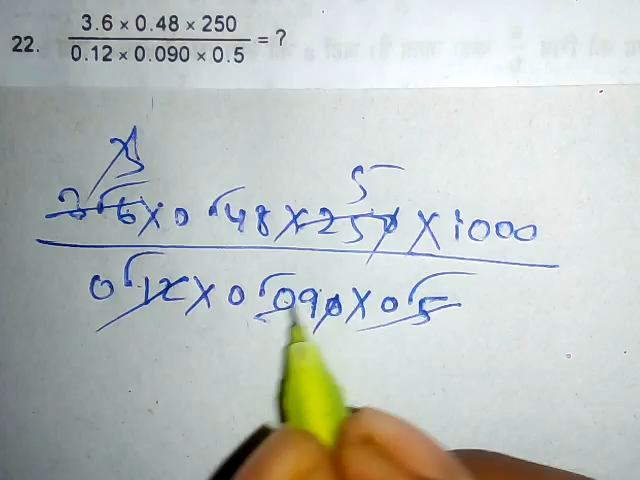 22. 3.6 × 0.48 × 250
0.12 × 0.090 × 0.5 = ?
5
3.6 × 0.48 × 250 × 1000
0.12 × 0.090 × 0.5